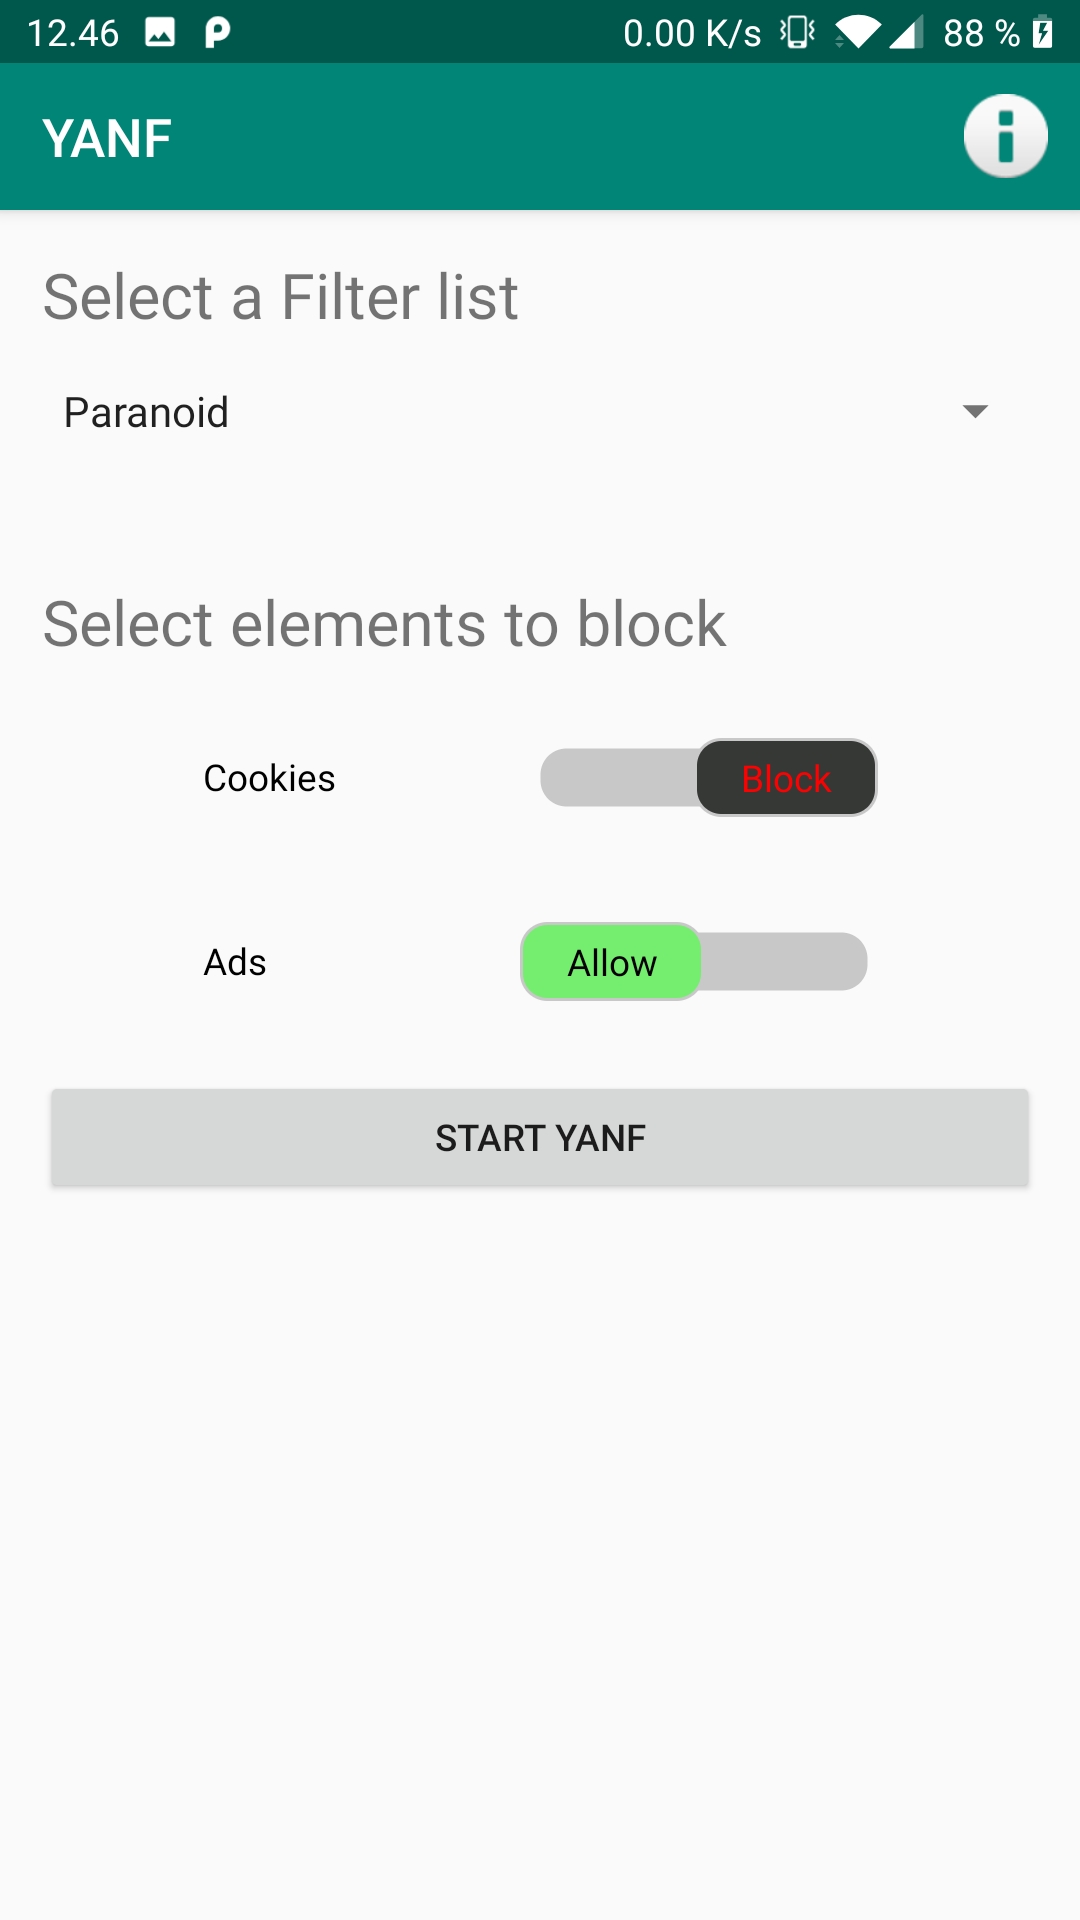 12.46 0.00 K/s 88 %
YANF
Select a Filter list
Paranoid
Select elements to block
Cookies Block
Ads Allow
START YANF